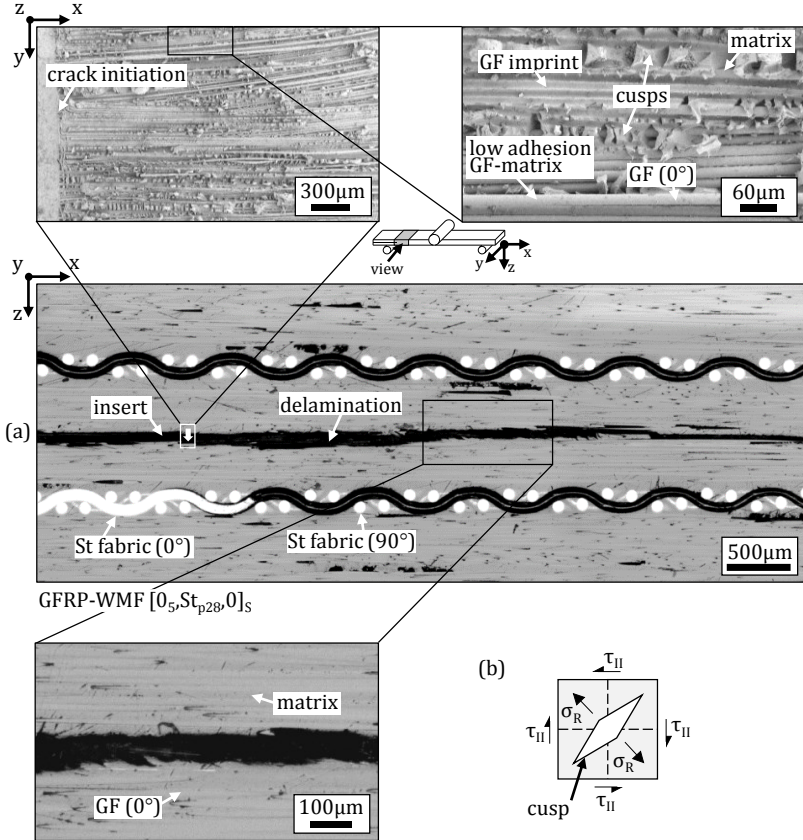 z
x
y
crack initiation
300µm
matrix
GF imprint
cusps
low adhesion
GF-matrix
GF (0°)
60µm
view
x
y
z
y
x
z
(a)
insert
delamination
St fabric (0°)
St fabric (90°)
500µm
GFRP-WMF [0₅,Stₚ₂₈,0]ₛ
matrix
GF (0°)
100µm
(b)
τ_II
σ_R
τ_II
τ_II
σ_R
cusp
τ_II